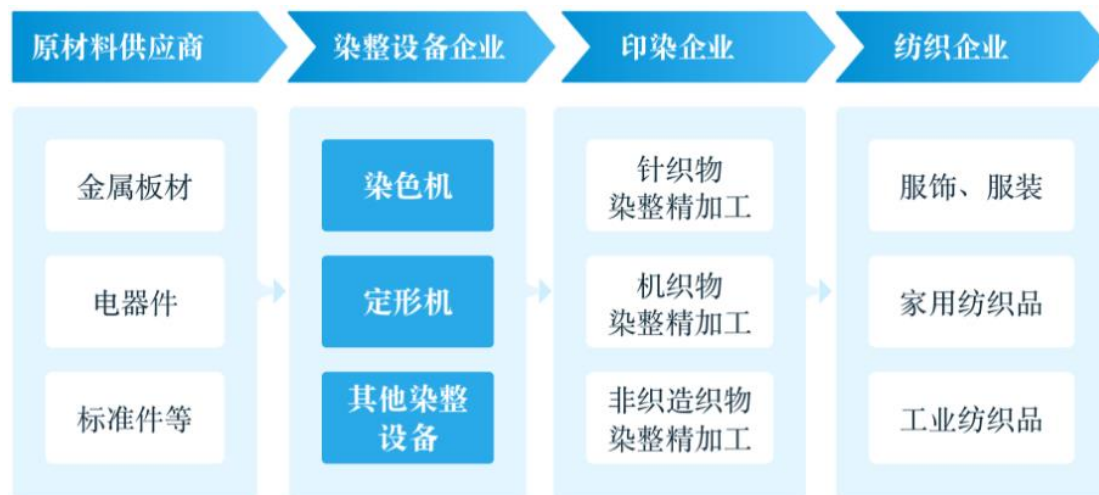 原材料供应商
染整设备企业
印染企业
纺织企业
金属板材
电器件
标准件等
染色机
定形机
其他染整
设备
针织物
染整精加工
机织物
染整精加工
非织造织物
染整精加工
服饰、服装
家用纺织品
工业纺织品